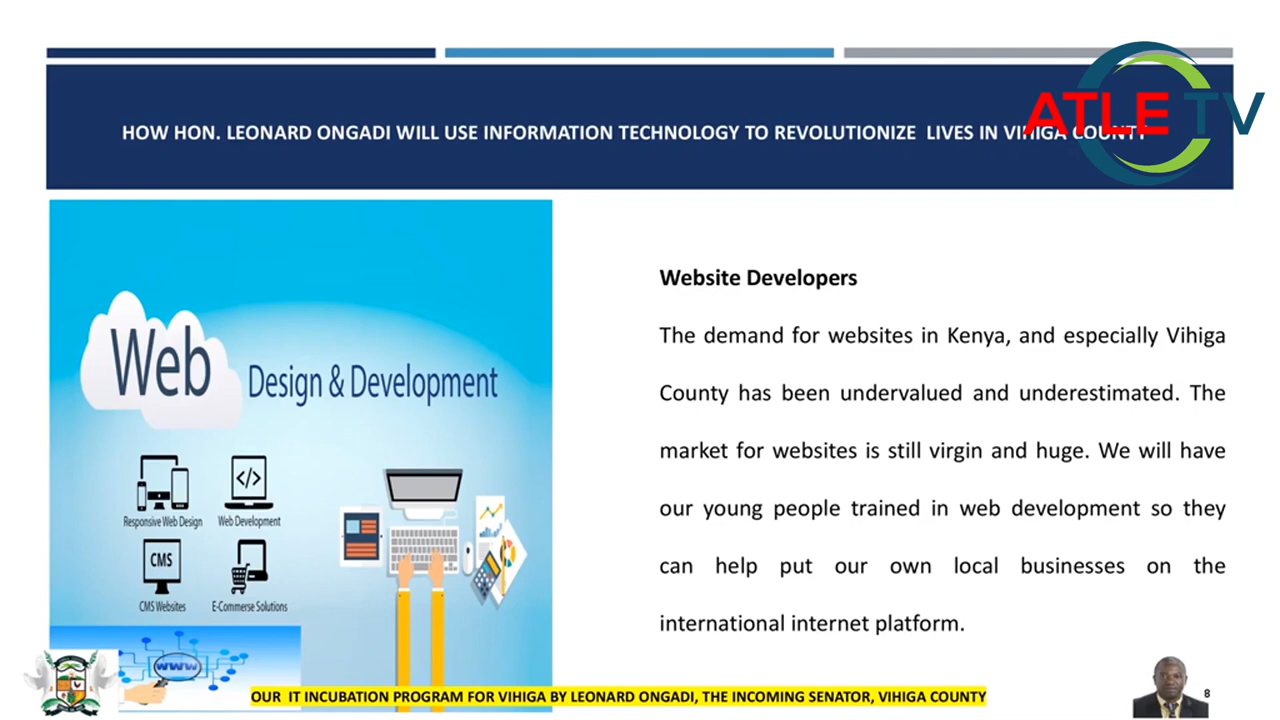 ATLE TV
HOW HON. LEONARD ONGADI WILL USE INFORMATION TECHNOLOGY TO REVOLUTIONIZE LIVES IN VIHIGA COUNTY
Web
Design & Development
Responsive Web Design
Web Development
CMS
CMS Websites
E-Commerse Solutions
WWW
Website Developers
The demand for websites in Kenya, and especially Vihiga
County has been undervalued and underestimated. The
market for websites is still virgin and huge. We will have
our young people trained in web development so they
can help put our own local businesses on the
international internet platform.
OUR IT INCUBATION PROGRAM FOR VIHIGA BY LEONARD ONGADI, THE INCOMING SENATOR, VIHIGA COUNTY
8